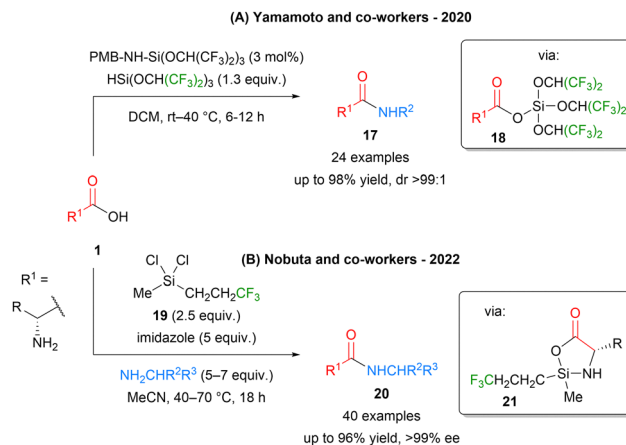 (A) Yamamoto and co-workers - 2020
PMB-NH-Si(OCH(CF₃)₂)₃ (3 mol%)
HSi(OCH(CF₃)₂)₃ (1.3 equiv.)
DCM, rt–40 °C, 6-12 h
O
R¹ NHR²
17
24 examples
up to 98% yield, dr >99:1
via:
O OCH(CF₃)₂
R¹ O Si OCH(CF₃)₂
OCH(CF₃)₂
18
O
R¹ OH
1
R¹ =
R
NH₂
(B) Nobuta and co-workers - 2022
Cl Cl
Si
Me CH₂CH₂CF₃
19 (2.5 equiv.)
imidazole (5 equiv.)
NH₂CHR²R³ (5–7 equiv.)
MeCN, 40–70 °C, 18 h
O
R¹ NHCHR²R³
20
40 examples
up to 96% yield, >99% ee
via:
O
O R
CF₃CH₂CH₂C Si NH
Me
21